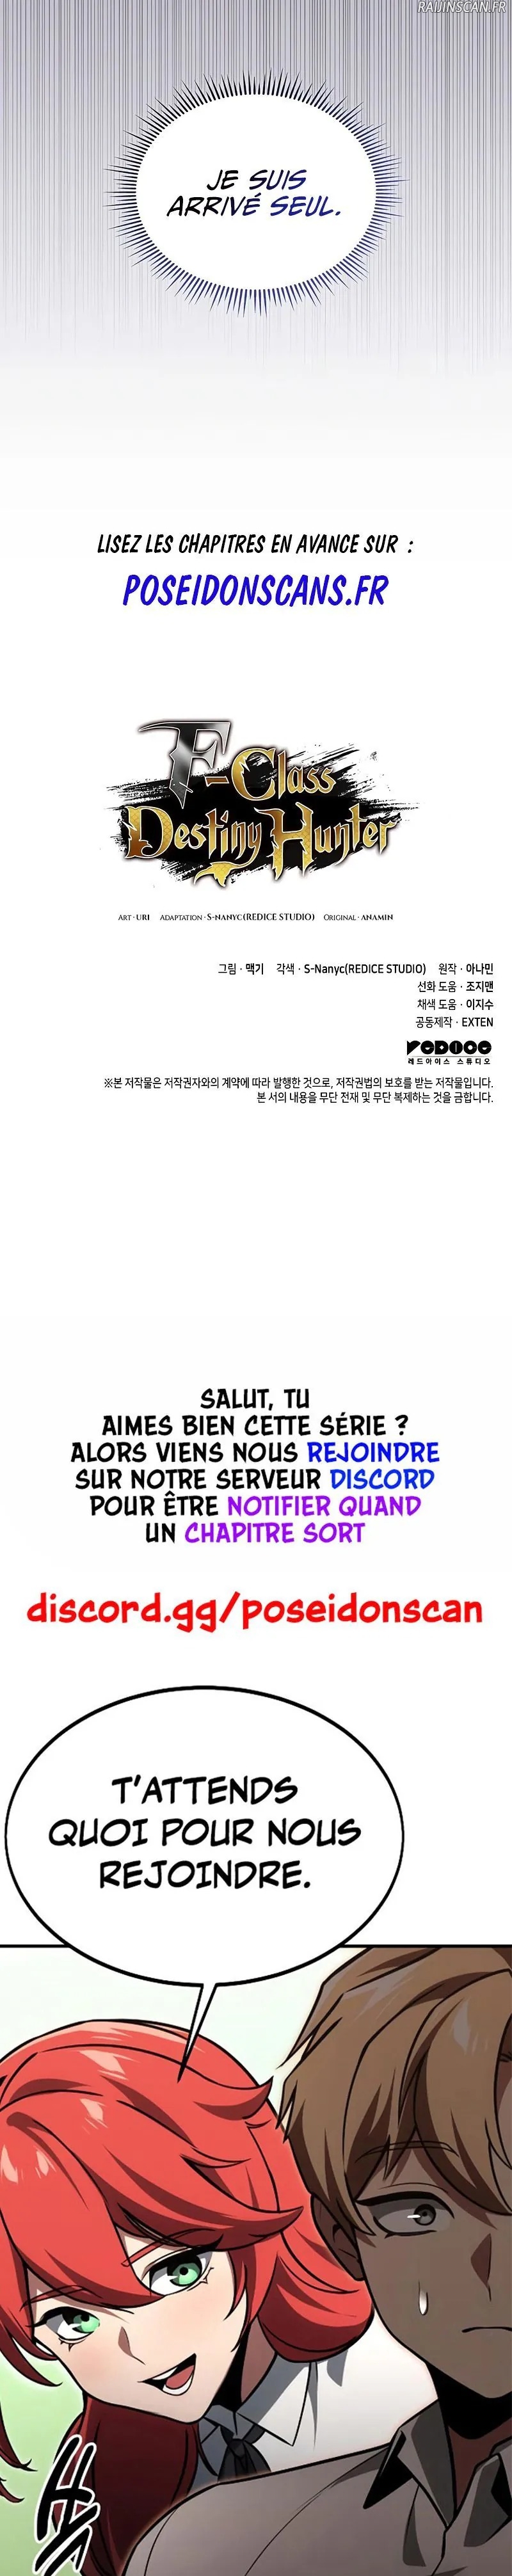 RAIJINSCAN.FR
JE SUIS
ARRIVÉ SEUL.
LISEZ LES CHAPITRES EN AVANCE SUR :
POSEIDONSCANS.FR
F-Class
Destiny Hunter
ART · URI ADAPTATION · S-NANYC(REDICE STUDIO) ORIGINAL · ANAMIN
그림 · 맥기 각색 · S-Nanyc(REDICE STUDIO) 원작 · 아나민
선화 도움 · 조지맨
채색 도움 · 이지수
공동제작 · EXTEN
REDICE
레드아이스 스튜디오
※본 저작물은 저작권자와의 계약에 따라 발행한 것으로, 저작권법의 보호를 받는 저작물입니다.
본 서의 내용을 무단 전재 및 무단 복제하는 것을 금합니다.
SALUT, TU
AIMES BIEN CETTE SÉRIE ?
ALORS VIENS NOUS REJOINDRE
SUR NOTRE SERVEUR DISCORD
POUR ÊTRE NOTIFIER QUAND
UN CHAPITRE SORT
discord.gg/poseidonscan
T'ATTENDS
QUOI POUR NOUS
REJOINDRE.